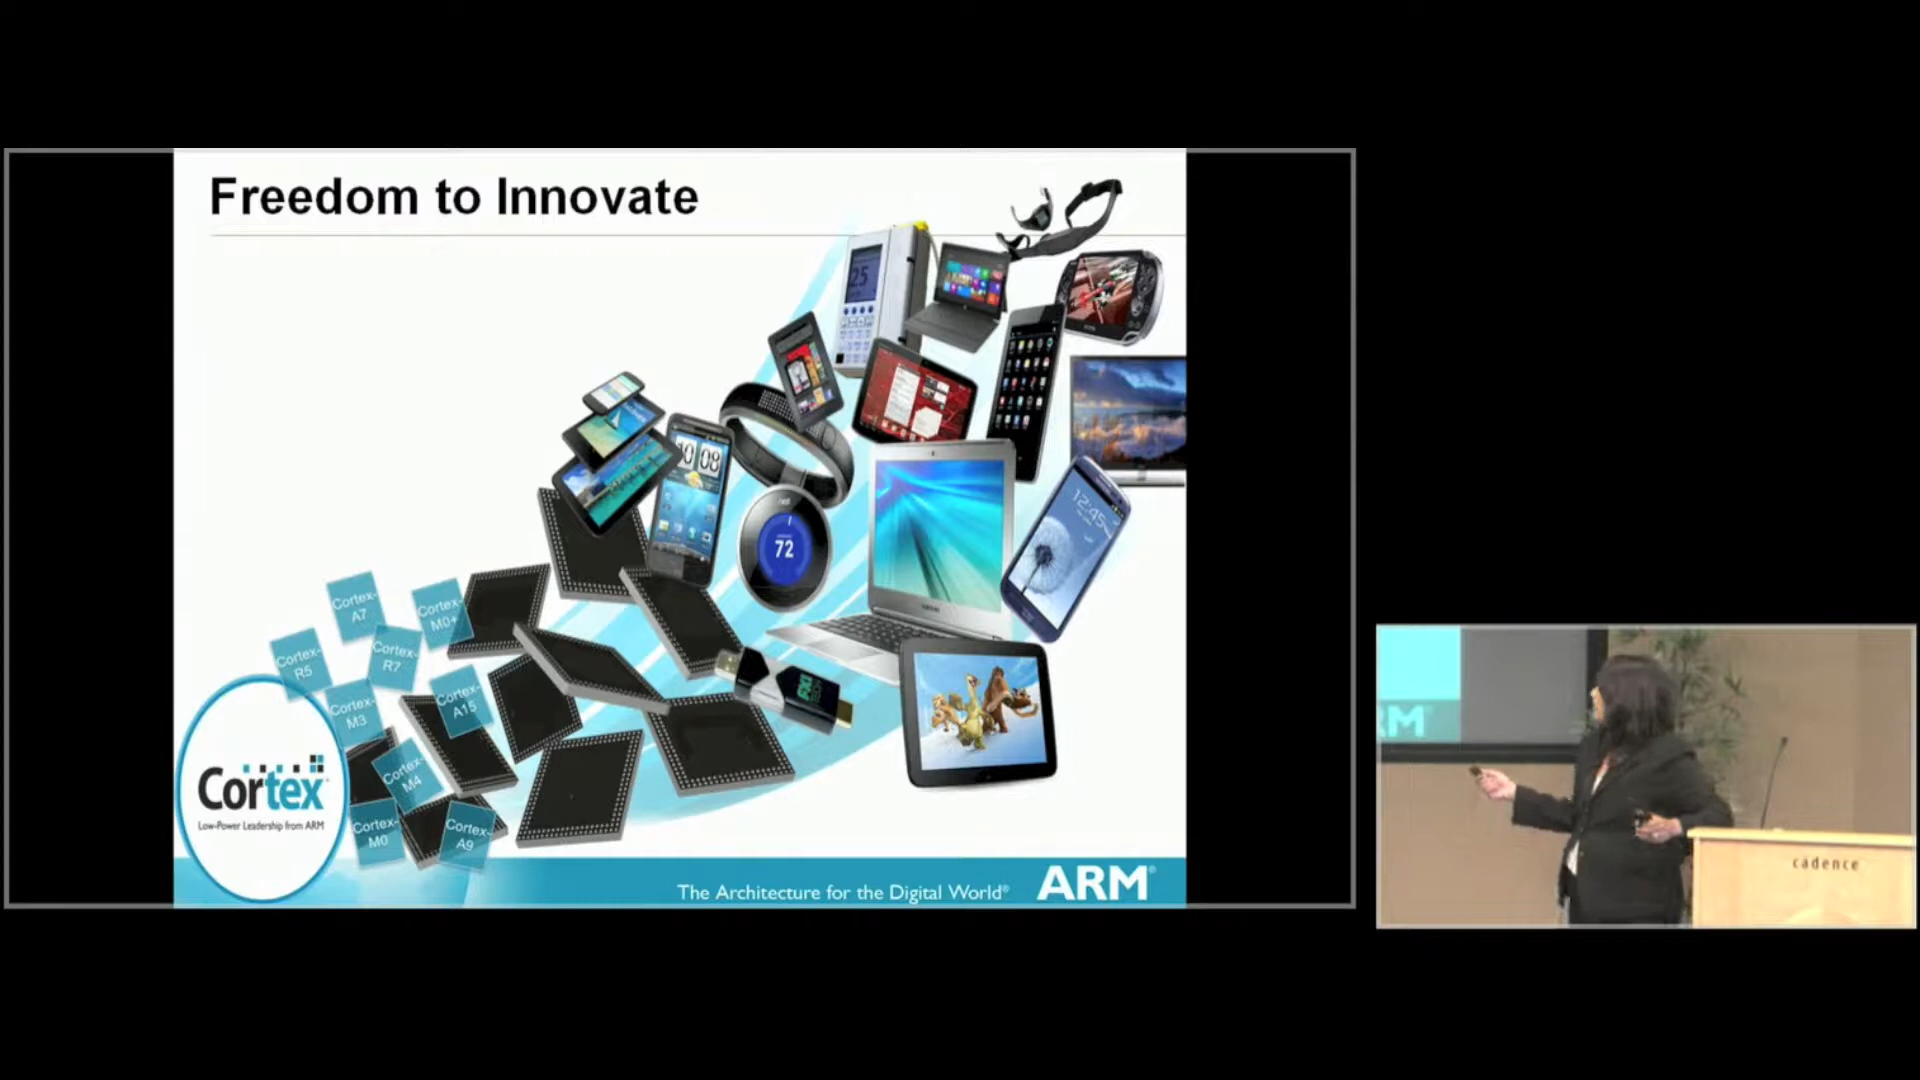 Freedom to Innovate
25
10 08
72
12:45
Cortex-
A7
Cortex-
M0+
Cortex-
R5
Cortex-
R7
Cortex-
M3
Cortex-
A15
Cortex-
M4
Cortex-
M0
Cortex-
A9
Cortex
Low-Power Leadership from ARM
The Architecture for the Digital World®
ARM®
RM
cādence